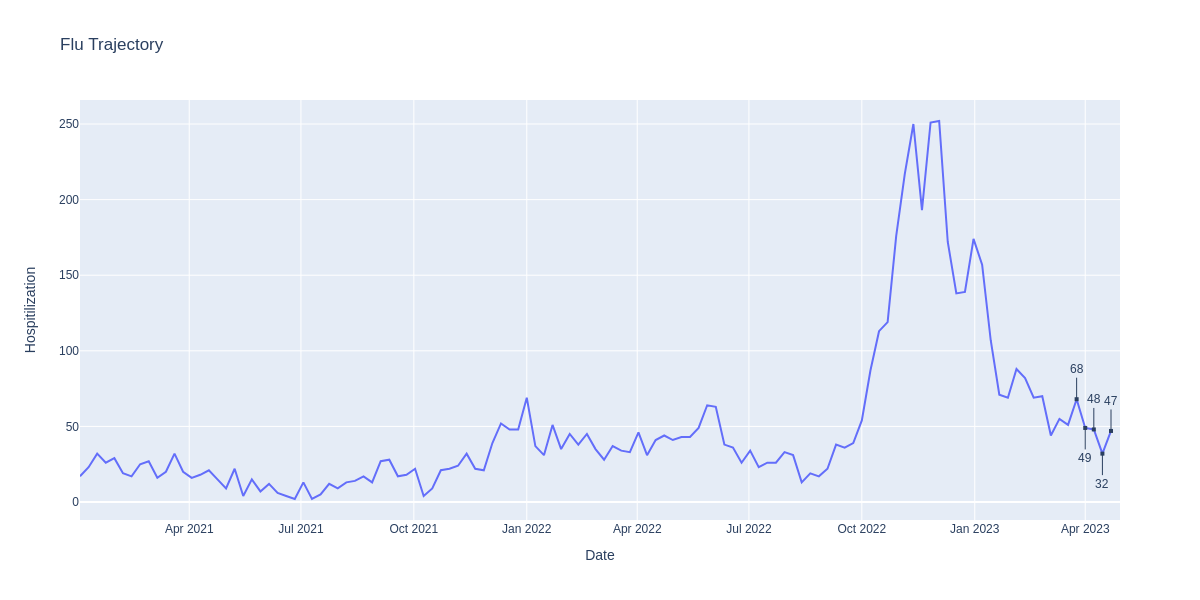 Flu Trajectory
Hospitilization
250
200
150
100
50
0
68
48
47
49
32
Apr 2021
Jul 2021
Oct 2021
Jan 2022
Apr 2022
Jul 2022
Oct 2022
Jan 2023
Apr 2023
Date